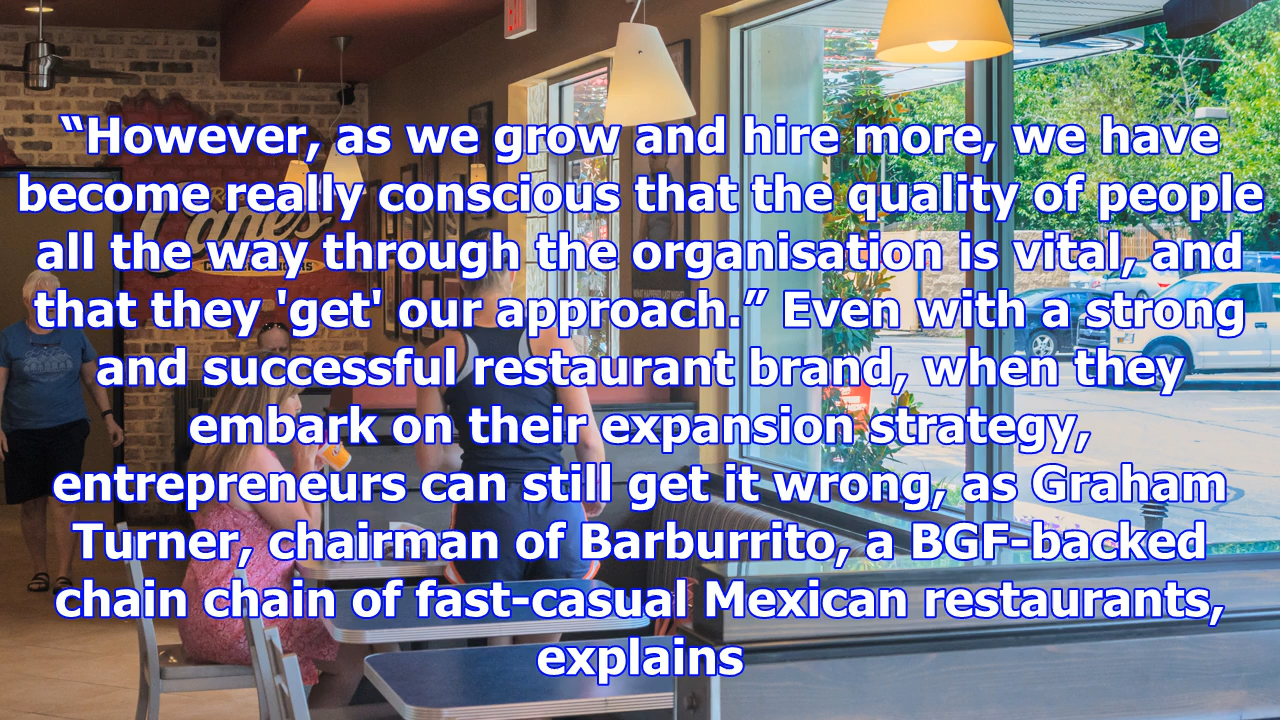 “However, as we grow and hire more, we have
become really conscious that the quality of people
all the way through the organisation is vital, and
that they 'get' our approach.” Even with a strong
and successful restaurant brand, when they
embark on their expansion strategy,
entrepreneurs can still get it wrong, as Graham
Turner, chairman of Barburrito, a BGF-backed
chain chain of fast-casual Mexican restaurants,
explains
Cane's